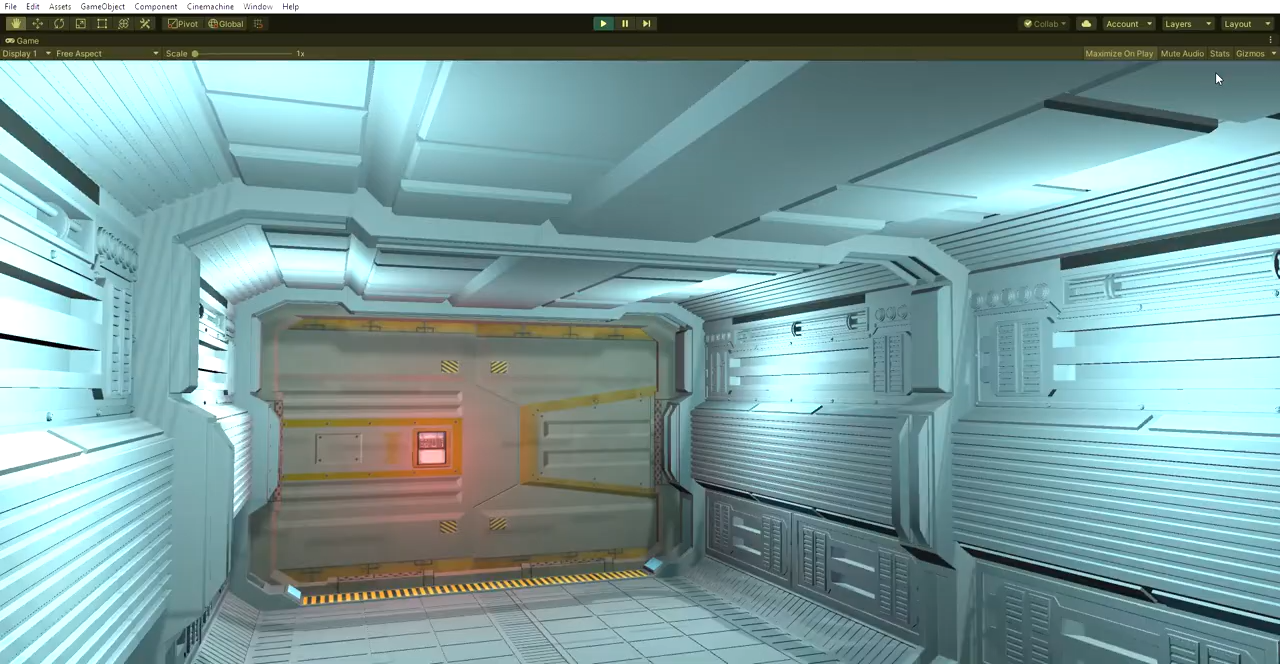 File Edit Assets GameObject Component Cinemachine Window Help
Pivot Global Collab Account Layers Layout
Game
Display 1 Free Aspect Scale 1x Maximize On Play Mute Audio Stats Gizmos